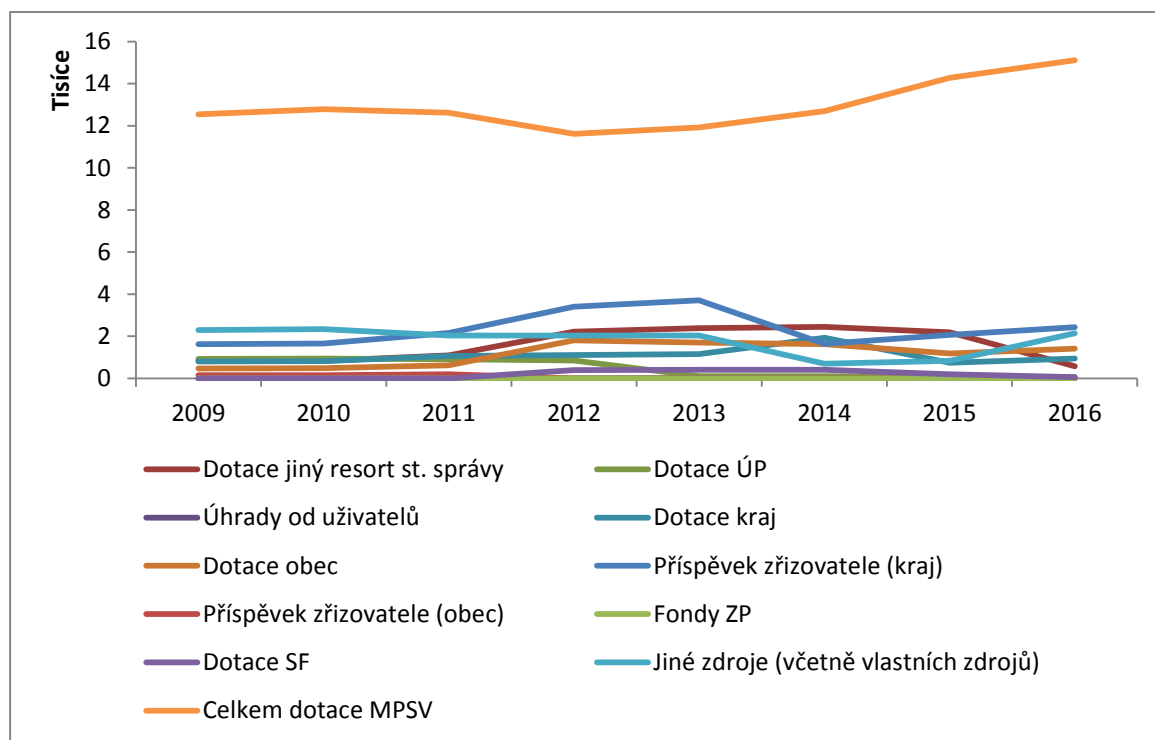 Tisíce
16
14
12
10
8
6
4
2
0
2009 2010 2011 2012 2013 2014 2015 2016
Dotace jiný resort st. správy Dotace ÚP
Úhrady od uživatelů Dotace kraj
Dotace obec Příspěvek zřizovatele (kraj)
Příspěvek zřizovatele (obec) Fondy ZP
Dotace SF Jiné zdroje (včetně vlastních zdrojů)
Celkem dotace MPSV